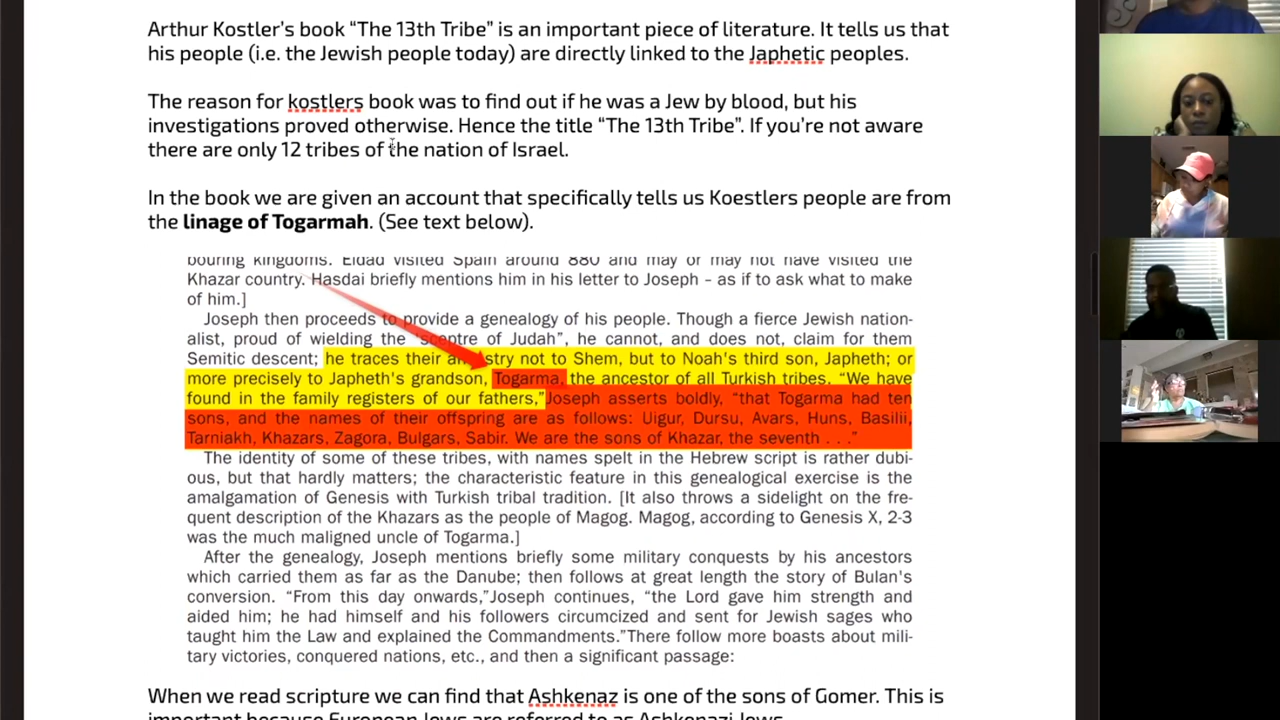 Arthur Kostler's book “The 13th Tribe” is an important piece of literature. It tells us that
his people (i.e. the Jewish people today) are directly linked to the Japhetic peoples.
The reason for kostlers book was to find out if he was a Jew by blood, but his
investigations proved otherwise. Hence the title “The 13th Tribe”. If you're not aware
there are only 12 tribes of the nation of Israel.
In the book we are given an account that specifically tells us Koestlers people are from
the linage of Togarmah. (See text below).
bouring kingdoms. Eldad visited Spain around 880 and may or may not have visited the
Khazar country. Hasdai briefly mentions him in his letter to Joseph – as if to ask what to make
of him.]
Joseph then proceeds to provide a genealogy of his people. Though a fierce Jewish nation-
alist, proud of wielding the “sceptre of Judah”, he cannot, and does not, claim for them
Semitic descent; he traces their ancestry not to Shem, but to Noah's third son, Japheth; or
more precisely to Japheth's grandson, Togarma, the ancestor of all Turkish tribes. “We have
found in the family registers of our fathers,”Joseph asserts boldly, “that Togarma had ten
sons, and the names of their offspring are as follows: Uigur, Dursu, Avars, Huns, Basilii,
Tarniakh, Khazars, Zagora, Bulgars, Sabir. We are the sons of Khazar, the seventh . . .”
The identity of some of these tribes, with names spelt in the Hebrew script is rather dubi-
ous, but that hardly matters; the characteristic feature in this genealogical exercise is the
amalgamation of Genesis with Turkish tribal tradition. [It also throws a sidelight on the fre-
quent description of the Khazars as the people of Magog. Magog, according to Genesis X, 2-3
was the much maligned uncle of Togarma.]
After the genealogy, Joseph mentions briefly some military conquests by his ancestors
which carried them as far as the Danube; then follows at great length the story of Bulan's
conversion. “From this day onwards,”Joseph continues, “the Lord gave him strength and
aided him; he had himself and his followers circumcized and sent for Jewish sages who
taught him the Law and explained the Commandments.”There follow more boasts about mili-
tary victories, conquered nations, etc., and then a significant passage:
When we read scripture we can find that Ashkenaz is one of the sons of Gomer. This is
important because European Jews are referred to as Ashkenazi Jews.